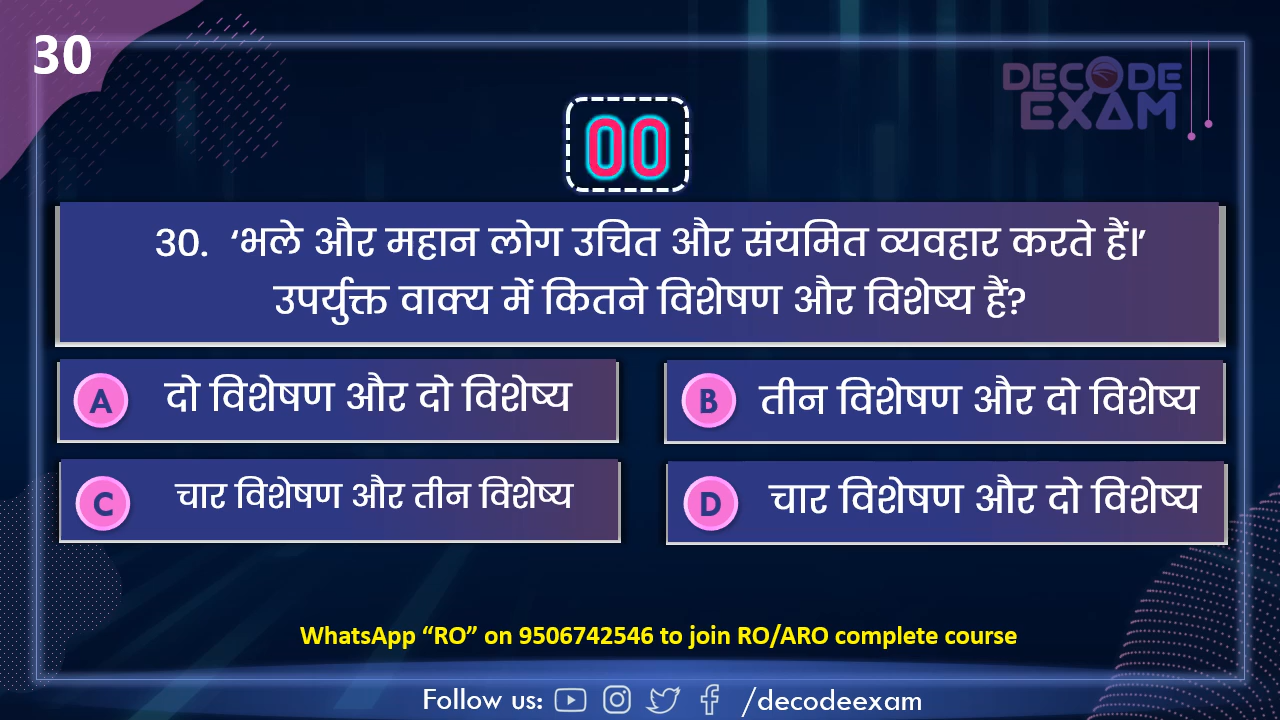 30
DECODE
EXAM
00
30. ‘भले और महान लोग उचित और संयमित व्यवहार करते हैं।’
उपर्युक्त वाक्य में कितने विशेषण और विशेष्य हैं?
A दो विशेषण और दो विशेष्य
B तीन विशेषण और दो विशेष्य
C चार विशेषण और तीन विशेष्य
D चार विशेषण और दो विशेष्य
WhatsApp “RO” on 9506742546 to join RO/ARO complete course
Follow us: /decodeexam